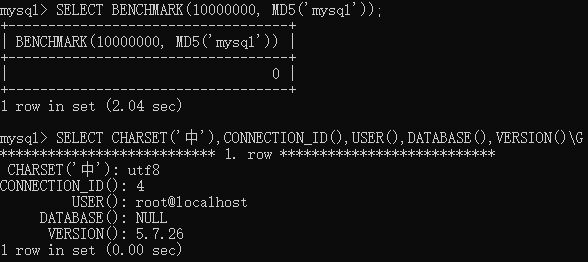 mysql> SELECT BENCHMARK(10000000, MD5('mysql'));
+-----------------------------------+
| BENCHMARK(10000000, MD5('mysql')) |
+-----------------------------------+
|                                 0 |
+-----------------------------------+
1 row in set (2.04 sec)
mysql> SELECT CHARSET('中'),CONNECTION_ID(),USER(),DATABASE(),VERSION()\G
*************************** 1. row ***************************
 CHARSET('中'): utf8
CONNECTION_ID(): 4
         USER(): root@localhost
     DATABASE(): NULL
      VERSION(): 5.7.26
1 row in set (0.00 sec)